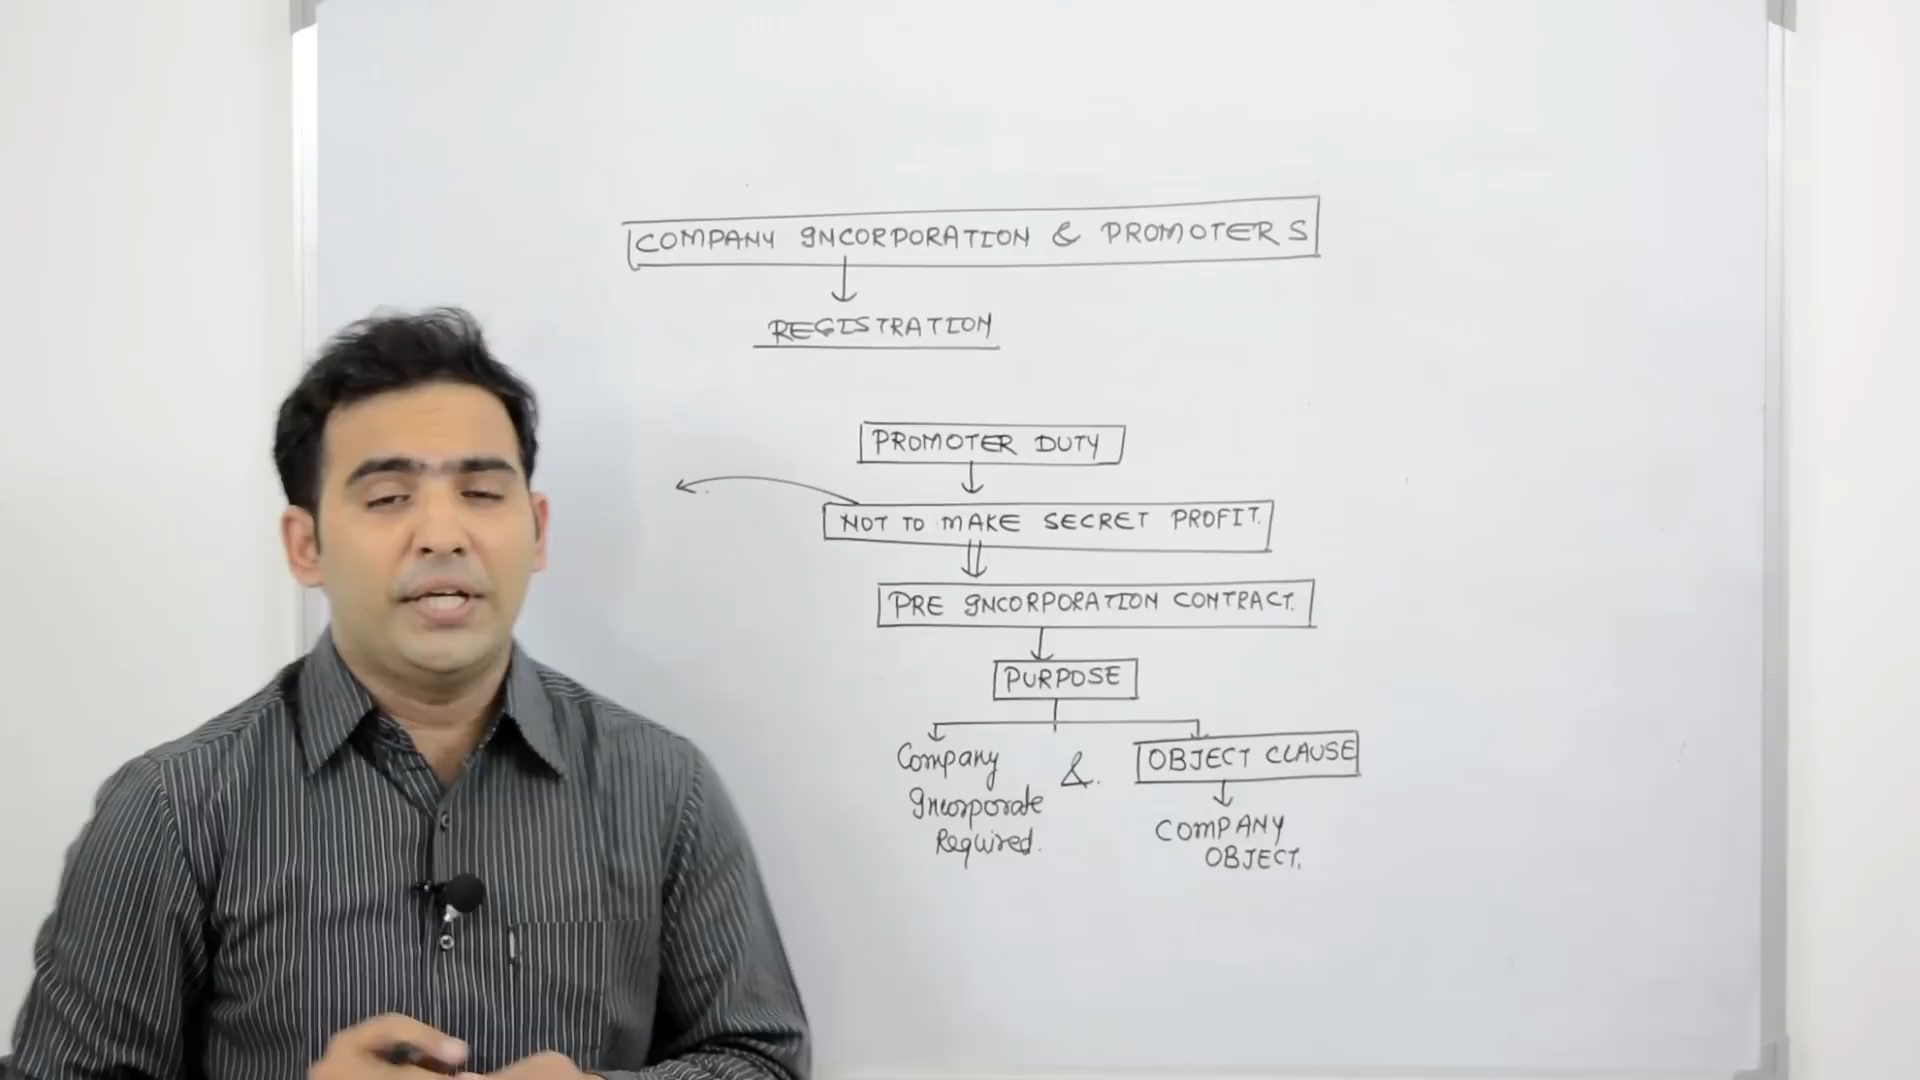 COMPANY INCORPORATION & PROMOTERS
REGISTRATION
PROMOTER DUTY
NOT TO MAKE SECRET PROFIT.
PRE INCORPORATION CONTRACT.
PURPOSE
Company
Incorporate
Required.
&.
OBJECT CLAUSE
COMPANY
OBJECT.